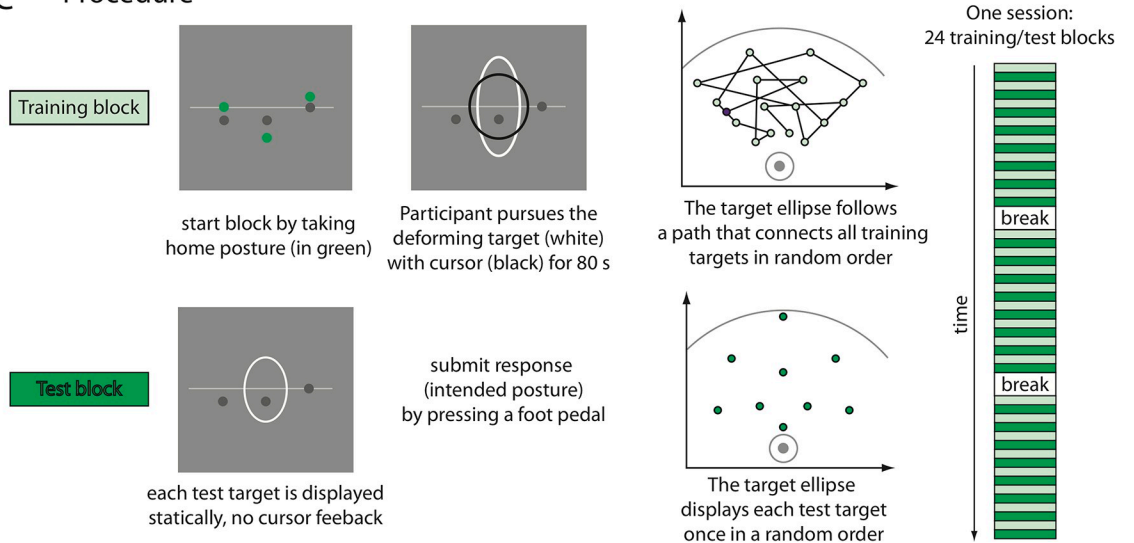 Procedure
One session:
24 training/test blocks
Training block
start block by taking
home posture (in green)
Participant pursues the
deforming target (white)
with cursor (black) for 80 s
The target ellipse follows
a path that connects all training
targets in random order
break
time
break
Test block
submit response
(intended posture)
by pressing a foot pedal
each test target is displayed
statically, no cursor feeback
The target ellipse
displays each test target
once in a random order